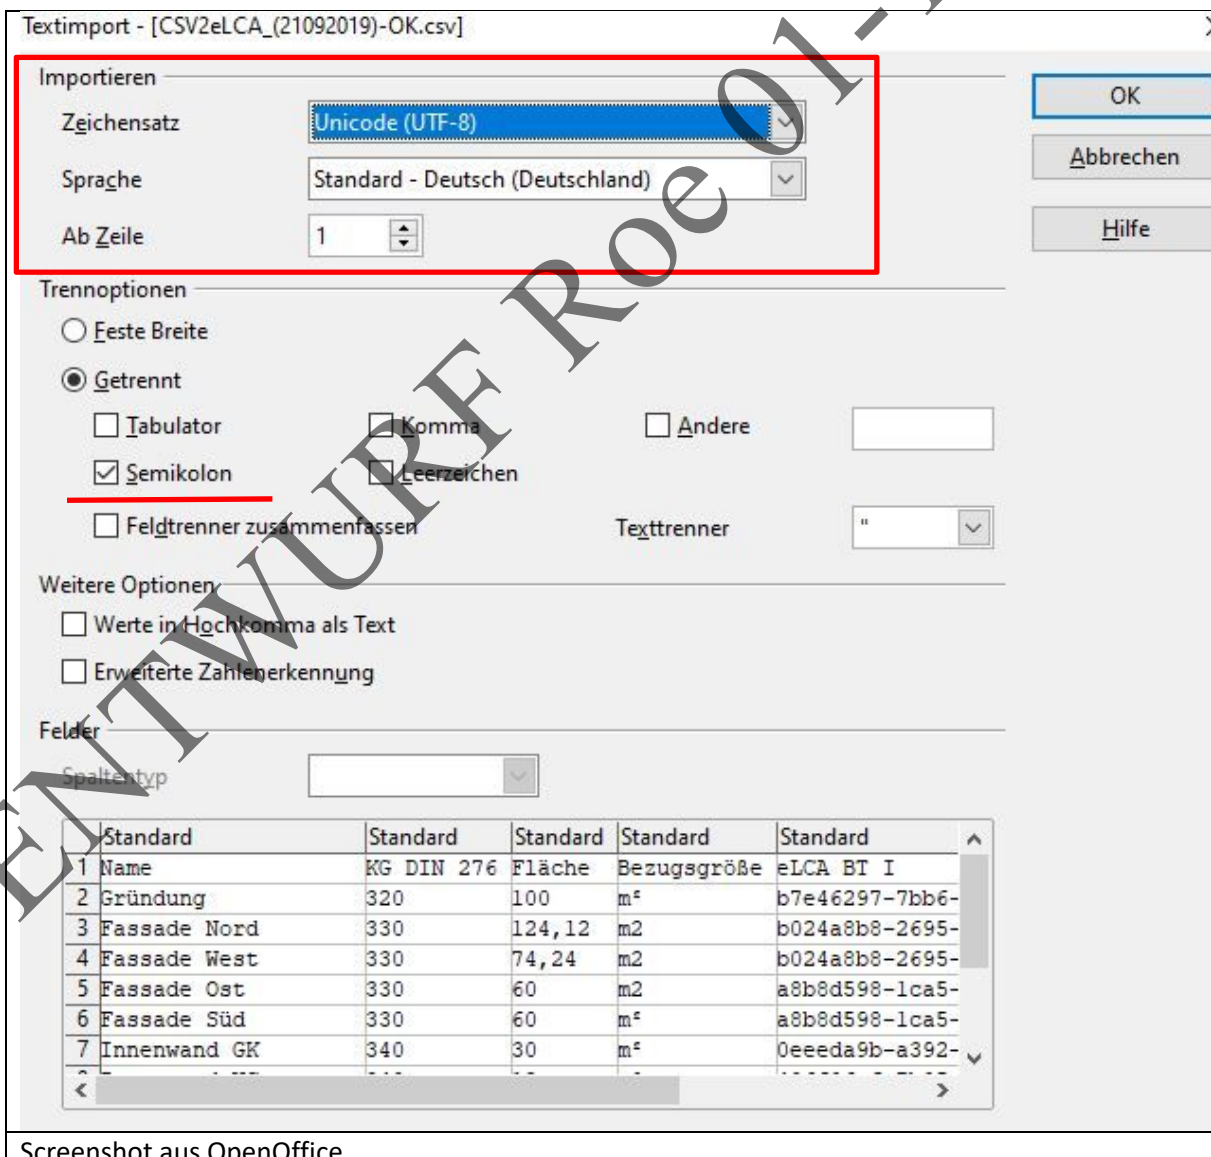 Textimport - [CSV2eLCA_(21092019)-OK.csv]
Importieren
OK
Zeichensatz Unicode (UTF-8)
Abbrechen
Sprache Standard - Deutsch (Deutschland)
Ab Zeile 1
Hilfe
Trennoptionen
Feste Breite
Getrennt
Tabulator Komma Andere
Semikolon Leerzeichen
Feldtrenner zusammenfassen Texttrenner "
Weitere Optionen
Werte in Hochkomma als Text
Erweiterte Zahlenerkennung
Felder
Spaltentyp
Standard Standard Standard Standard Standard
1 Name KG DIN 276 Fläche Bezugsgröße eLCA BT I
2 Gründung 320 100 m² b7e46297-7bb6-
3 Fassade Nord 330 124,12 m2 b024a8b8-2695-
4 Fassade West 330 74,24 m2 b024a8b8-2695-
5 Fassade Ost 330 60 m2 a8b8d598-1ca5-
6 Fassade Süd 330 60 m² a8b8d598-1ca5-
7 Innenwand GK 340 30 m² 0eeeda9b-a392-
Screenshot aus OpenOffice
ENTWURF Roe 01-